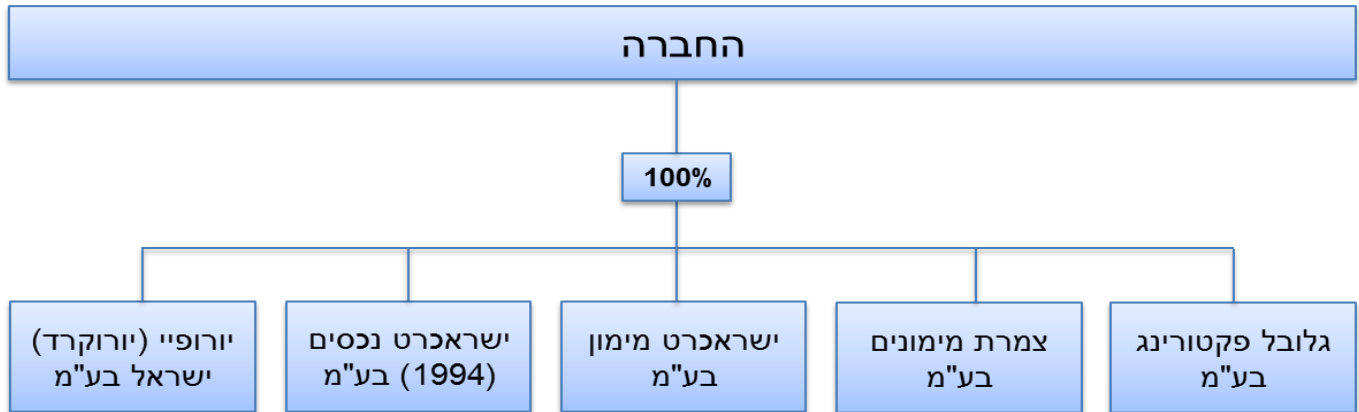 החברה
100%
גלובל פקטורינג
בע"מ
צמרת מימונים
בע"מ
ישראכרט מימון
בע"מ
ישראכרט נכסים
(1994) בע"מ
יורופיי (יורוקרד)
ישראל בע"מ